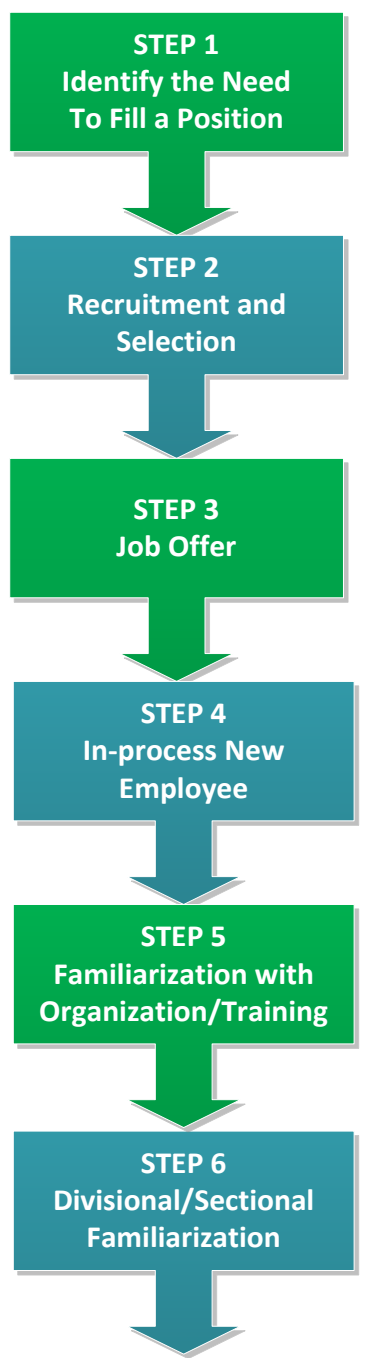 STEP 1
Identify the Need
To Fill a Position
STEP 2
Recruitment and
Selection
STEP 3
Job Offer
STEP 4
In-process New
Employee
STEP 5
Familiarization with
Organization/Training
STEP 6
Divisional/Sectional
Familiarization